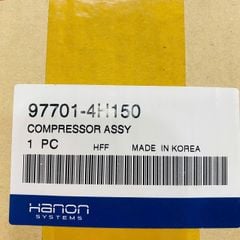 97701-4H150
COMPRESSOR ASSY
1 PC HFF MADE IN KOREA
Hanon
SYSTEMS